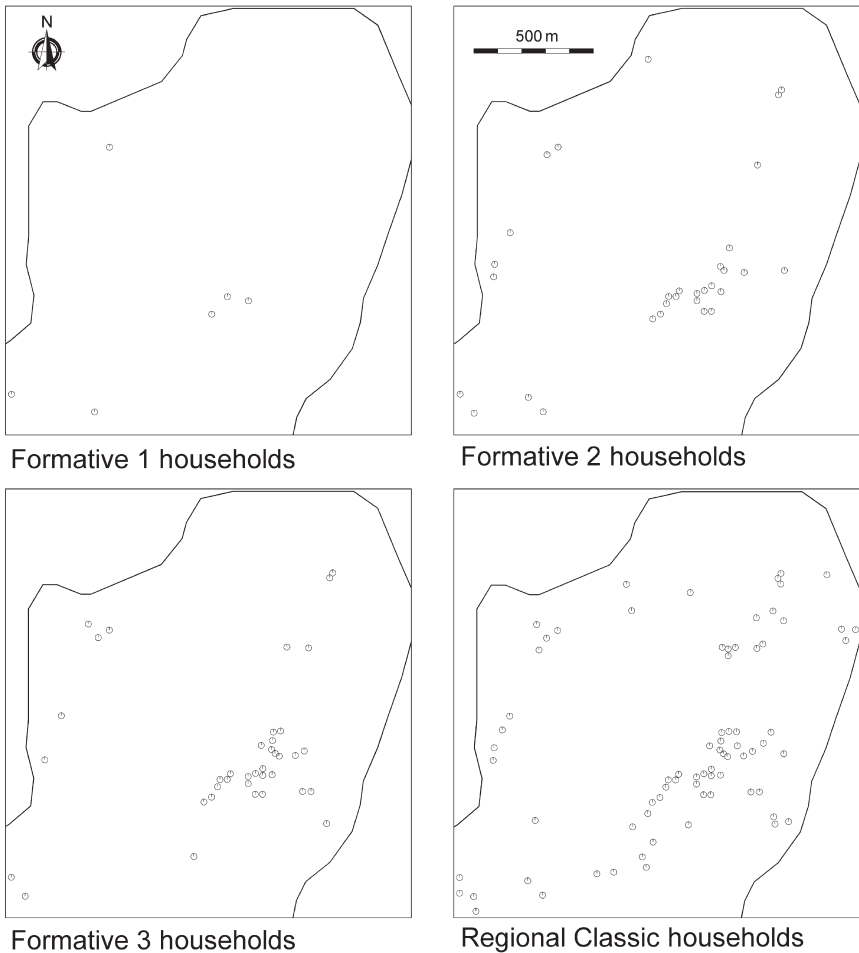 N
500 m
Formative 1 households
Formative 2 households
Formative 3 households
Regional Classic households